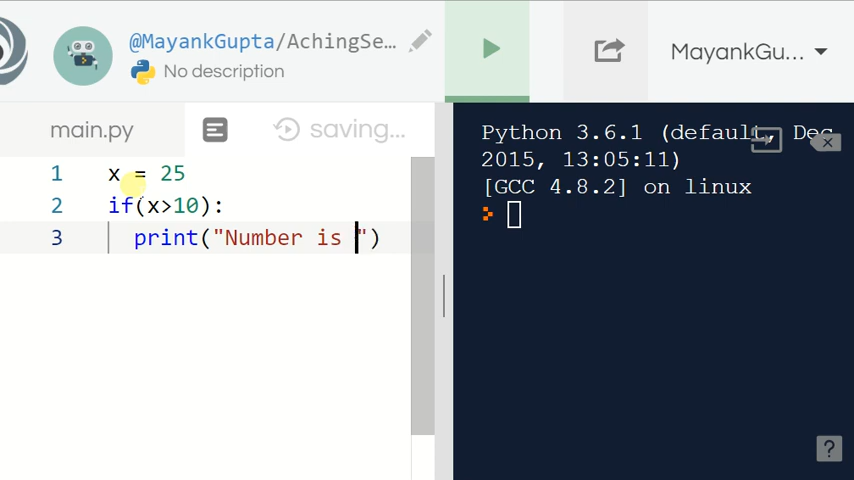 @MayankGupta/AchingSe...
No description
MayankGu...
main.py
saving...
1 x = 25
2 if(x>10):
3 print("Number is ")
Python 3.6.1 (default, Dec
2015, 13:05:11)
[GCC 4.8.2] on linux
?